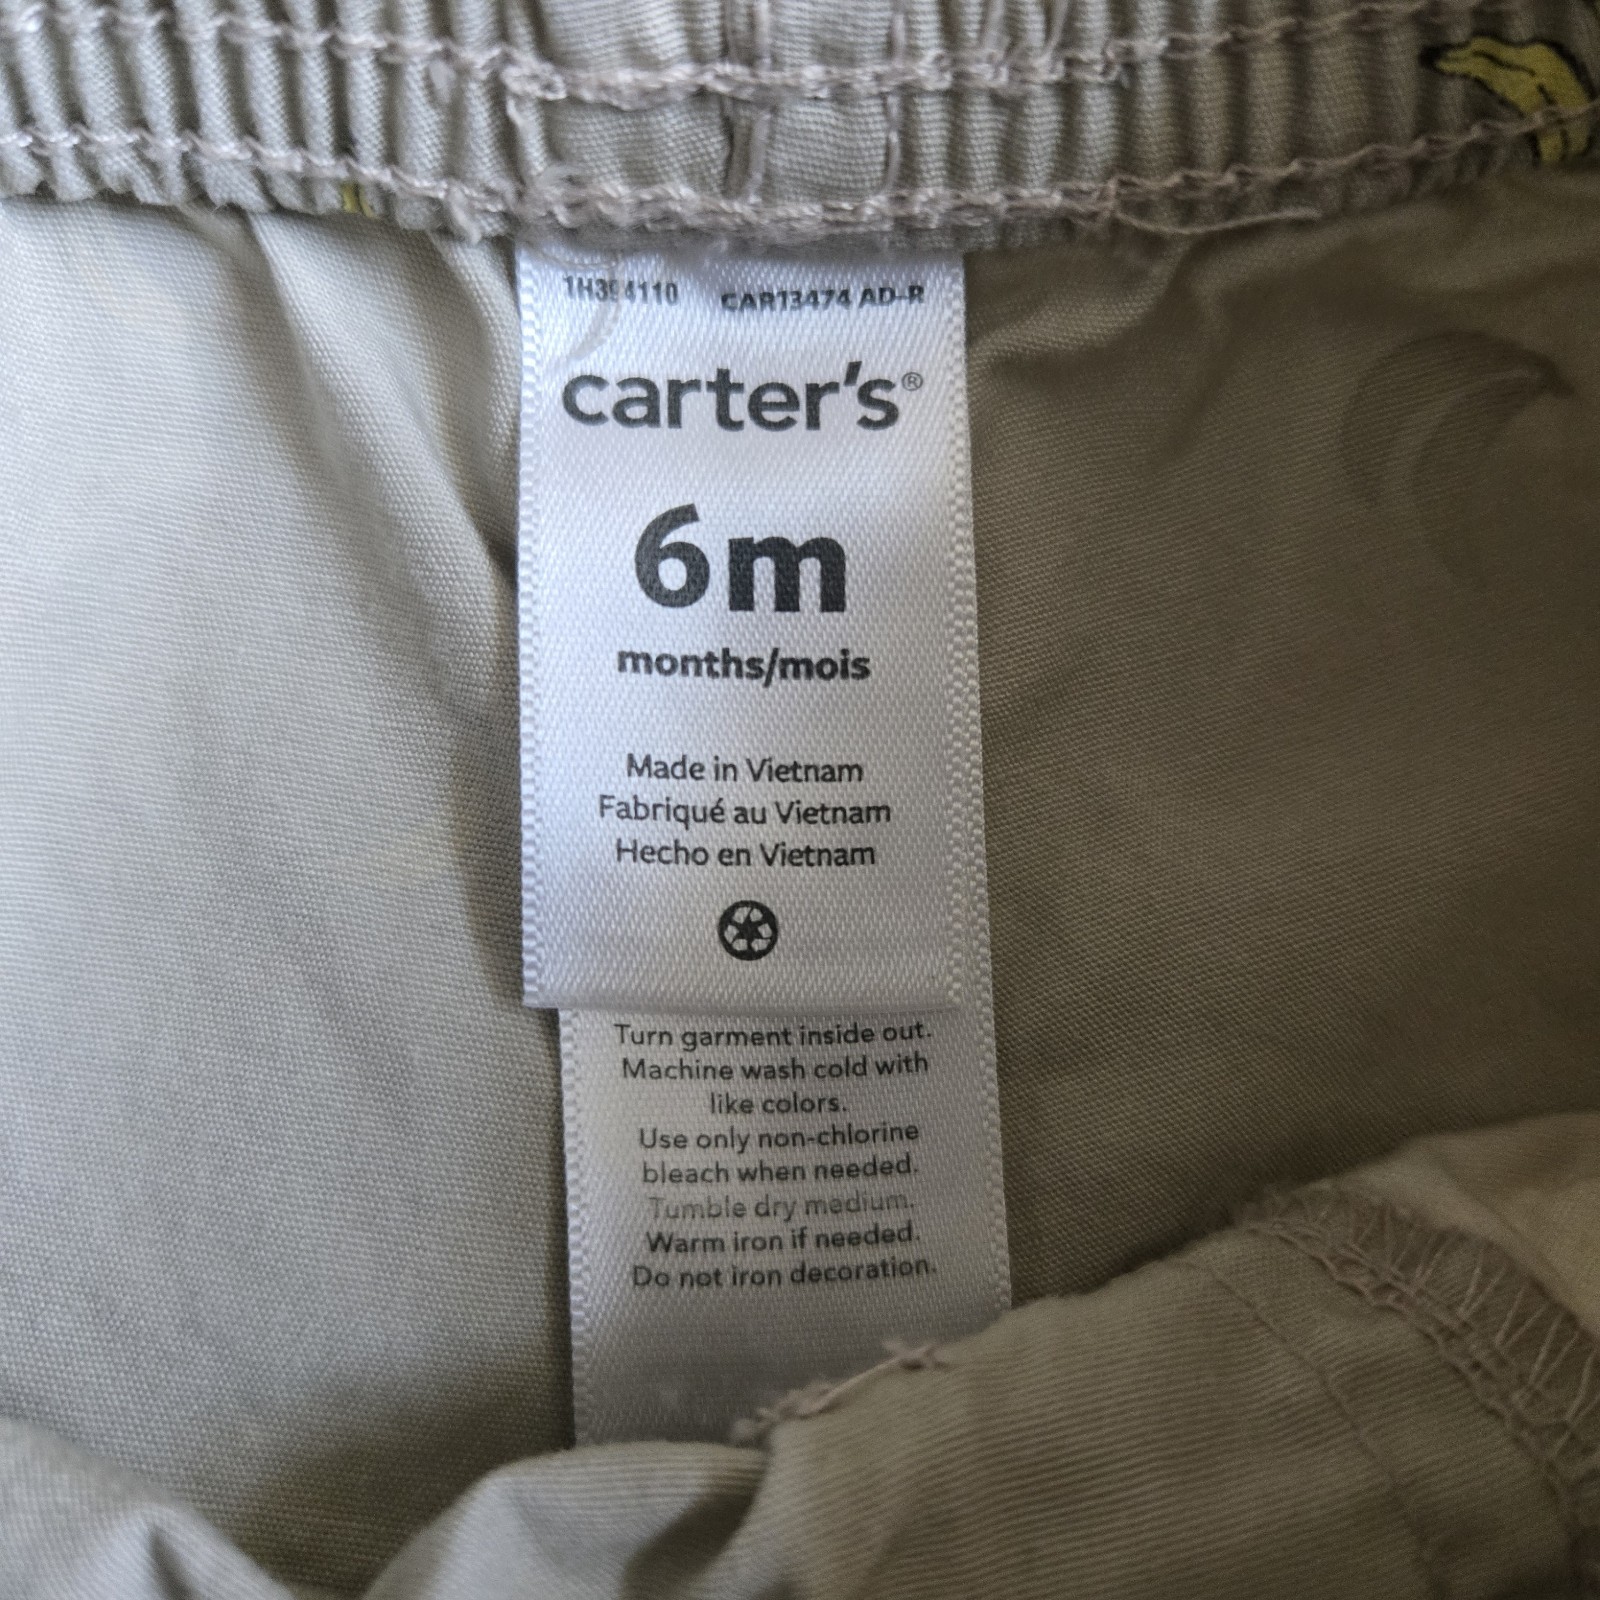 1H394110 CAR13474 AD-R
carter's®
6m
months/mois
Made in Vietnam
Fabriqué au Vietnam
Hecho en Vietnam
Turn garment inside out.
Machine wash cold with
like colors.
Use only non-chlorine
bleach when needed.
Tumble dry medium.
Warm iron if needed.
Do not iron decoration.